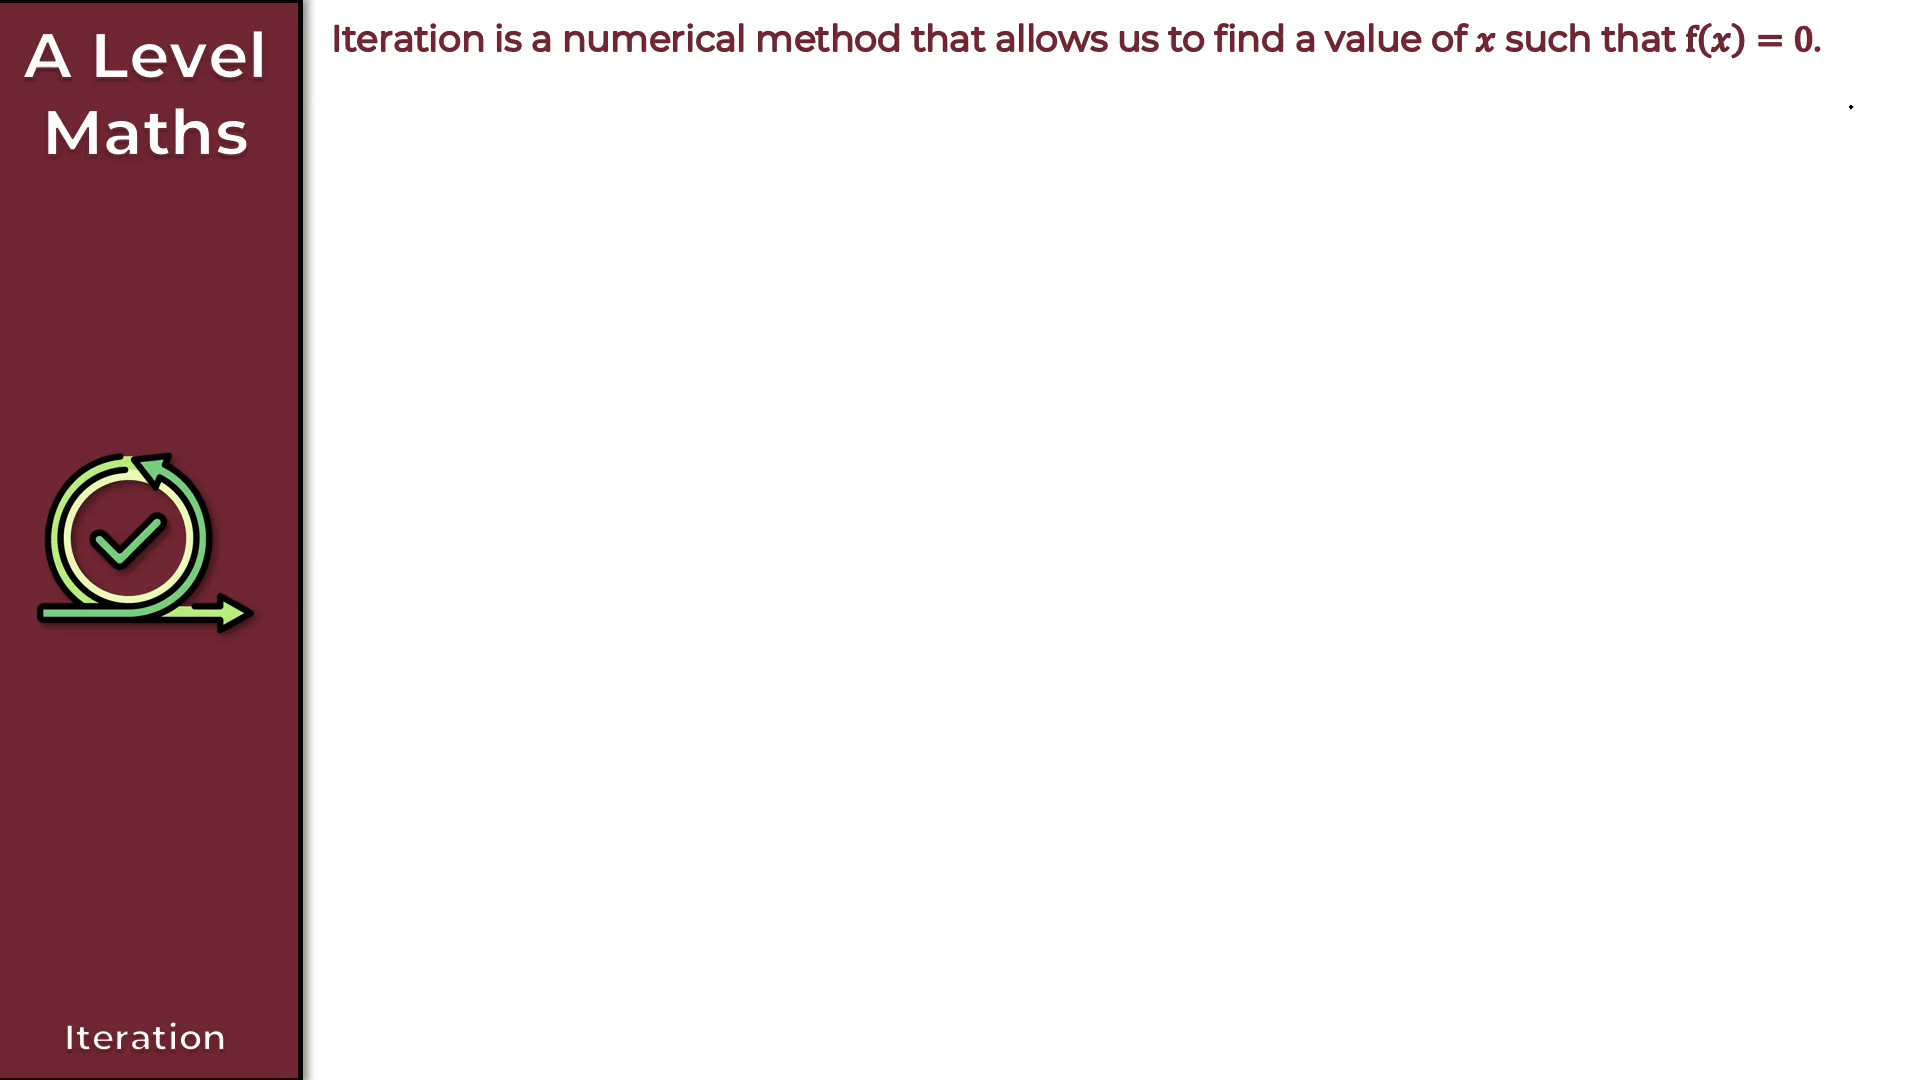 A Level
Maths
Iteration is a numerical method that allows us to find a value of x such that f(x) = 0.
Iteration